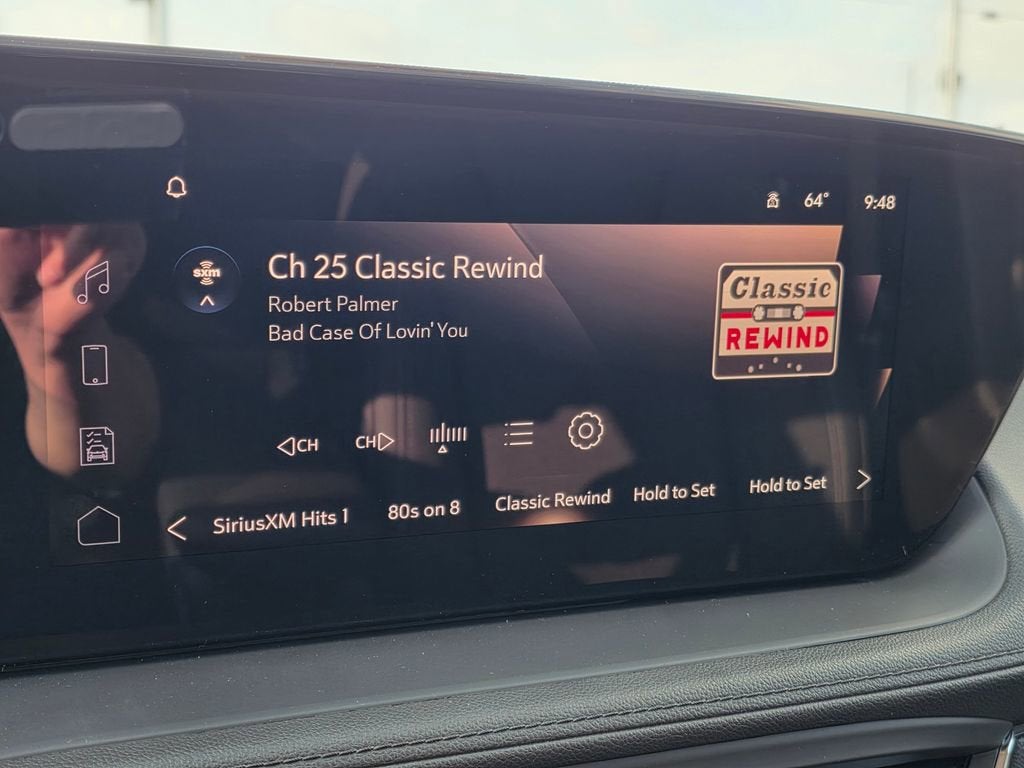 64°
9:48
sxm
Ch 25 Classic Rewind
Robert Palmer
Bad Case Of Lovin' You
Classic
REWIND
CH
CH
SiriusXM Hits 1
80s on 8
Classic Rewind
Hold to Set
Hold to Set